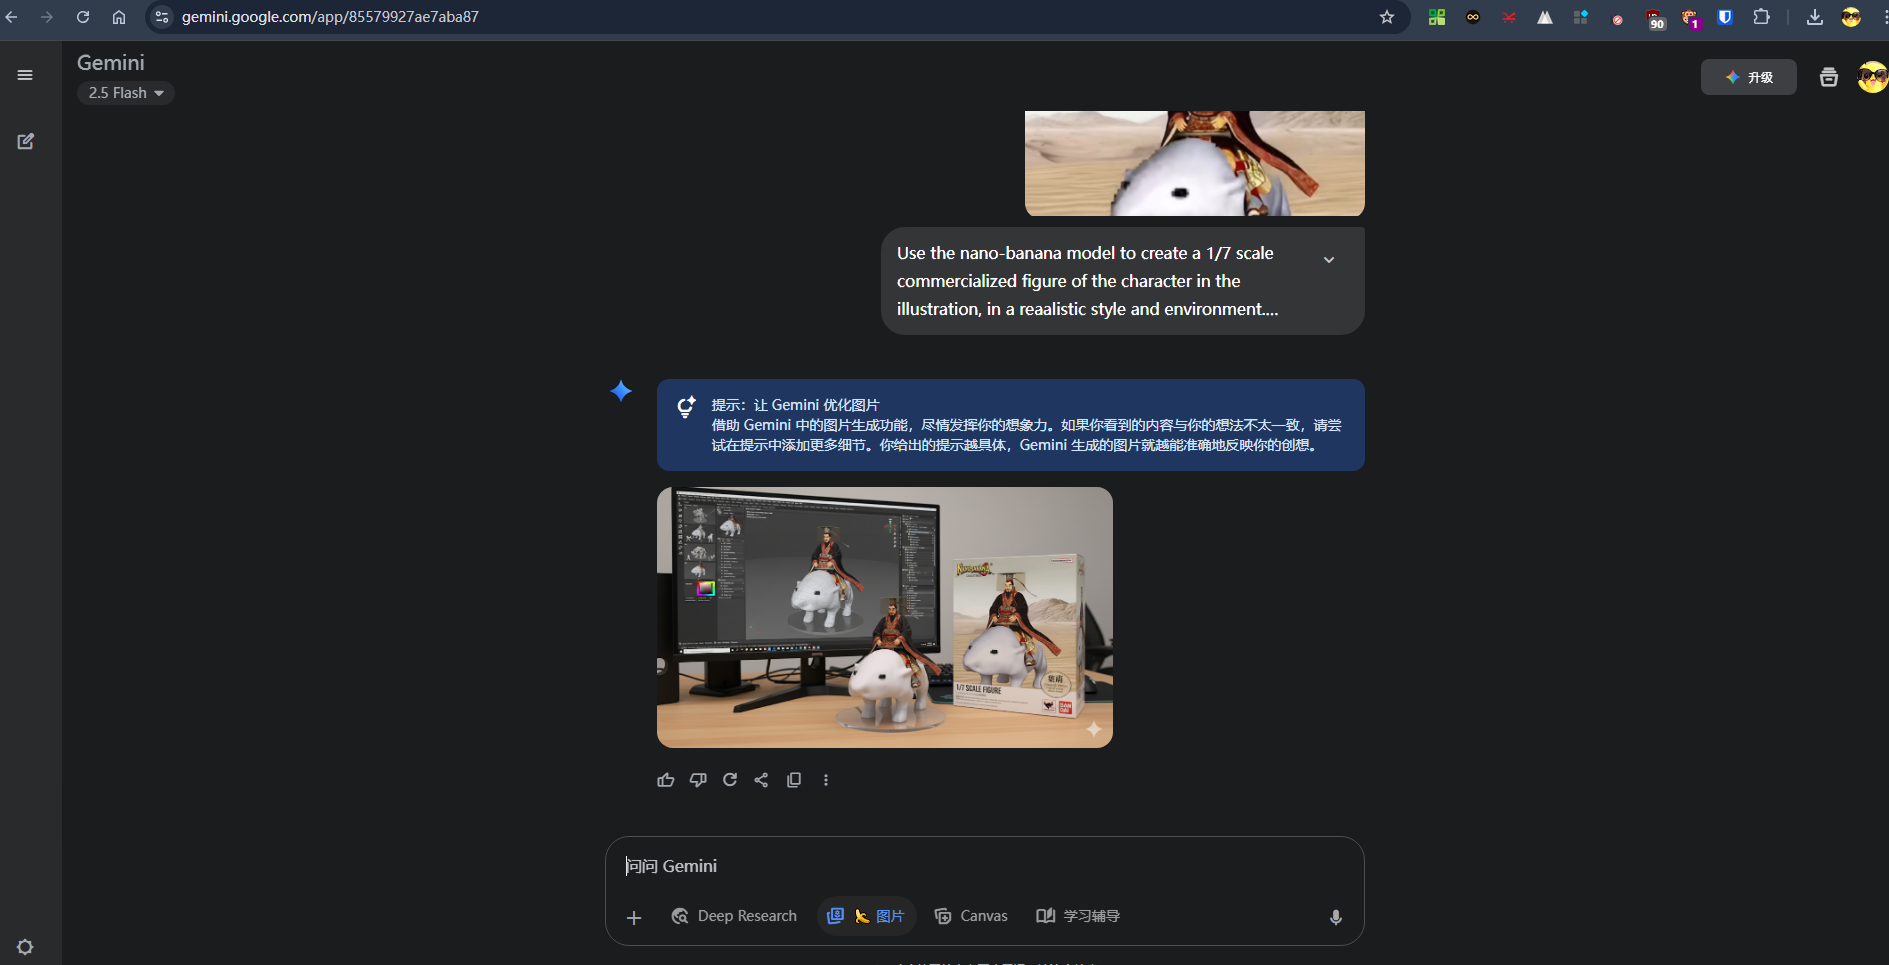 gemini.google.com/app/85579927ae7aba87
90
1
Gemini
2.5 Flash
升级
Use the nano-banana model to create a 1/7 scale
commercialized figure of the character in the
illustration, in a reaalistic style and environment....
提示：让 Gemini 优化图片
借助 Gemini 中的图片生成功能，尽情发挥你的想象力。如果你看到的内容与你的想法不太一致，请尝
试在提示中添加更多细节。你给出的提示越具体，Gemini 生成的图片就越能准确地反映你的创想。
1/7 SCALE FIGURE
BAN
DAI
问问 Gemini
Deep Research
图片
Canvas
学习辅导